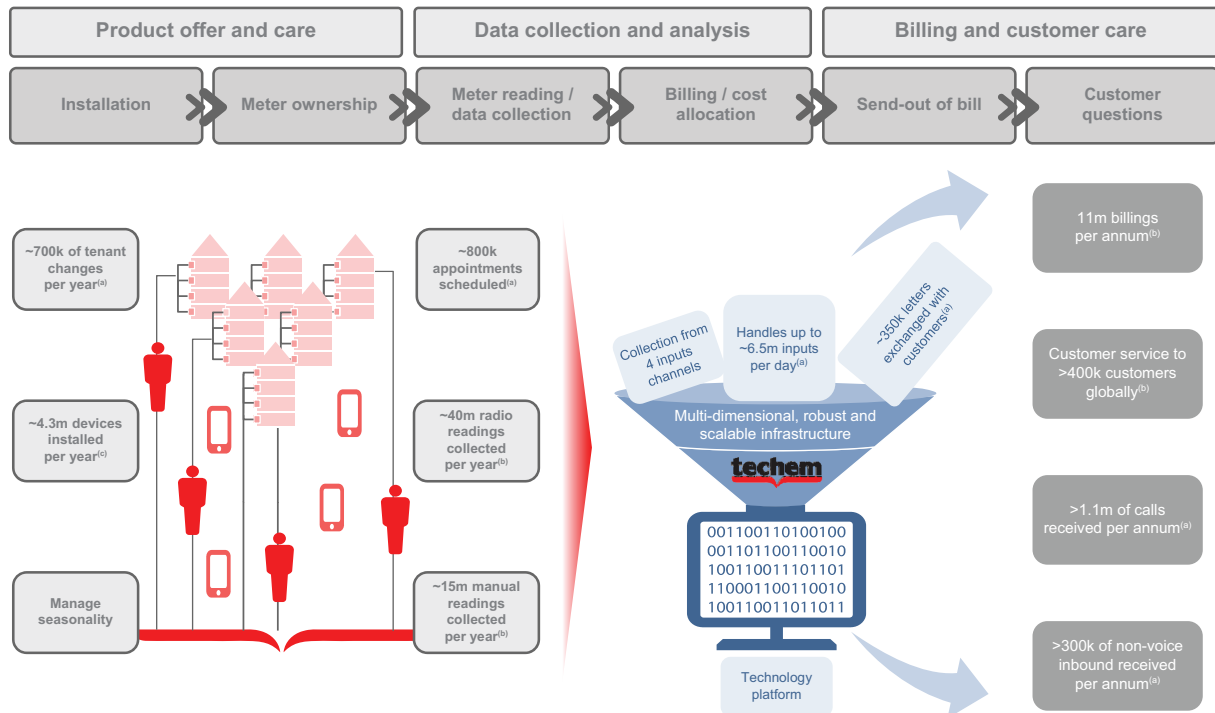 Product offer and care
Data collection and analysis
Billing and customer care
Installation
Meter ownership
Meter reading /
data collection
Billing / cost
allocation
Send-out of bill
Customer
questions
~700k of tenant
changes
per year(a)
~800k
appointments
scheduled(a)
~4.3m devices
installed
per year(c)
~40m radio
readings
collected
per year(b)
Manage
seasonality
~15m manual
readings
collected
per year(b)
Collection from
4 inputs
channels
Handles up to
~6.5m inputs
per day(a)
~350k letters
exchanged with
customers(a)
Multi-dimensional, robust and
scalable infrastructure
techem
001100110100100
001101100110010
100110011101101
110001100110010
100110011011011
Technology
platform
11m billings
per annum(b)
Customer service to
>400k customers
globally(b)
>1.1m of calls
received per annum(a)
>300k of non-voice
inbound received
per annum(a)